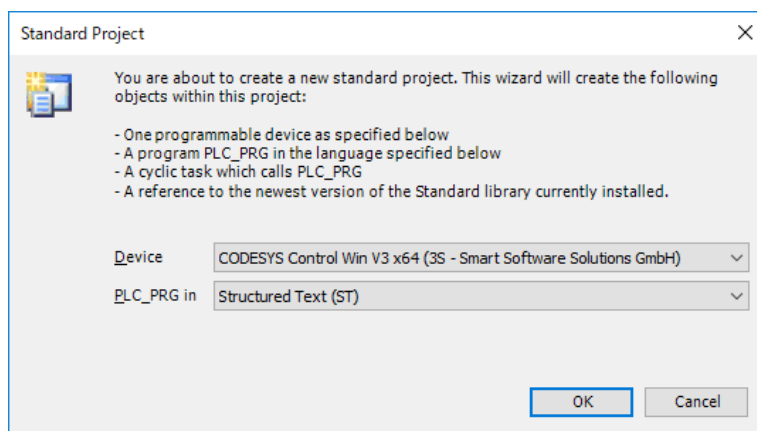 Standard Project
You are about to create a new standard project. This wizard will create the following
objects within this project:
- One programmable device as specified below
- A program PLC_PRG in the language specified below
- A cyclic task which calls PLC_PRG
- A reference to the newest version of the Standard library currently installed.
Device CODESYS Control Win V3 x64 (3S - Smart Software Solutions GmbH)
PLC_PRG in Structured Text (ST)
OK Cancel